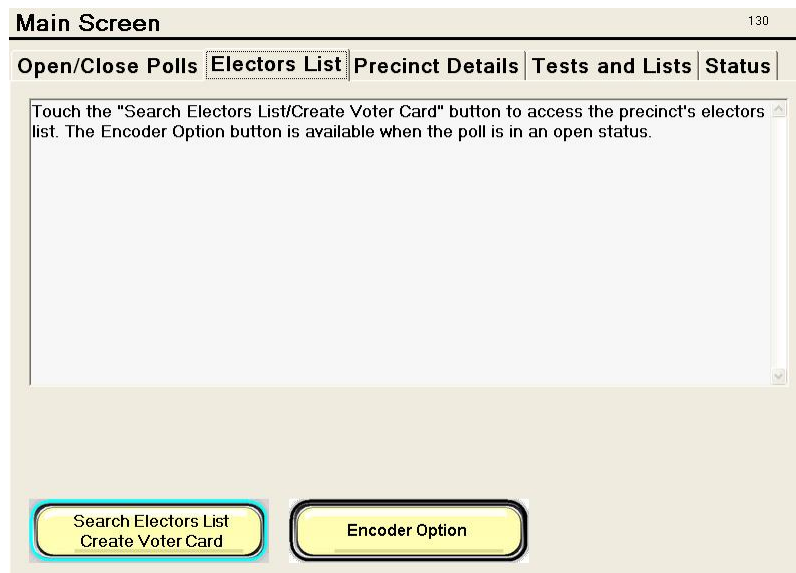 Main Screen
130
Open/Close Polls Electors List Precinct Details Tests and Lists Status
Touch the "Search Electors List/Create Voter Card" button to access the precinct's electors
list. The Encoder Option button is available when the poll is in an open status.
Search Electors List
Create Voter Card
Encoder Option